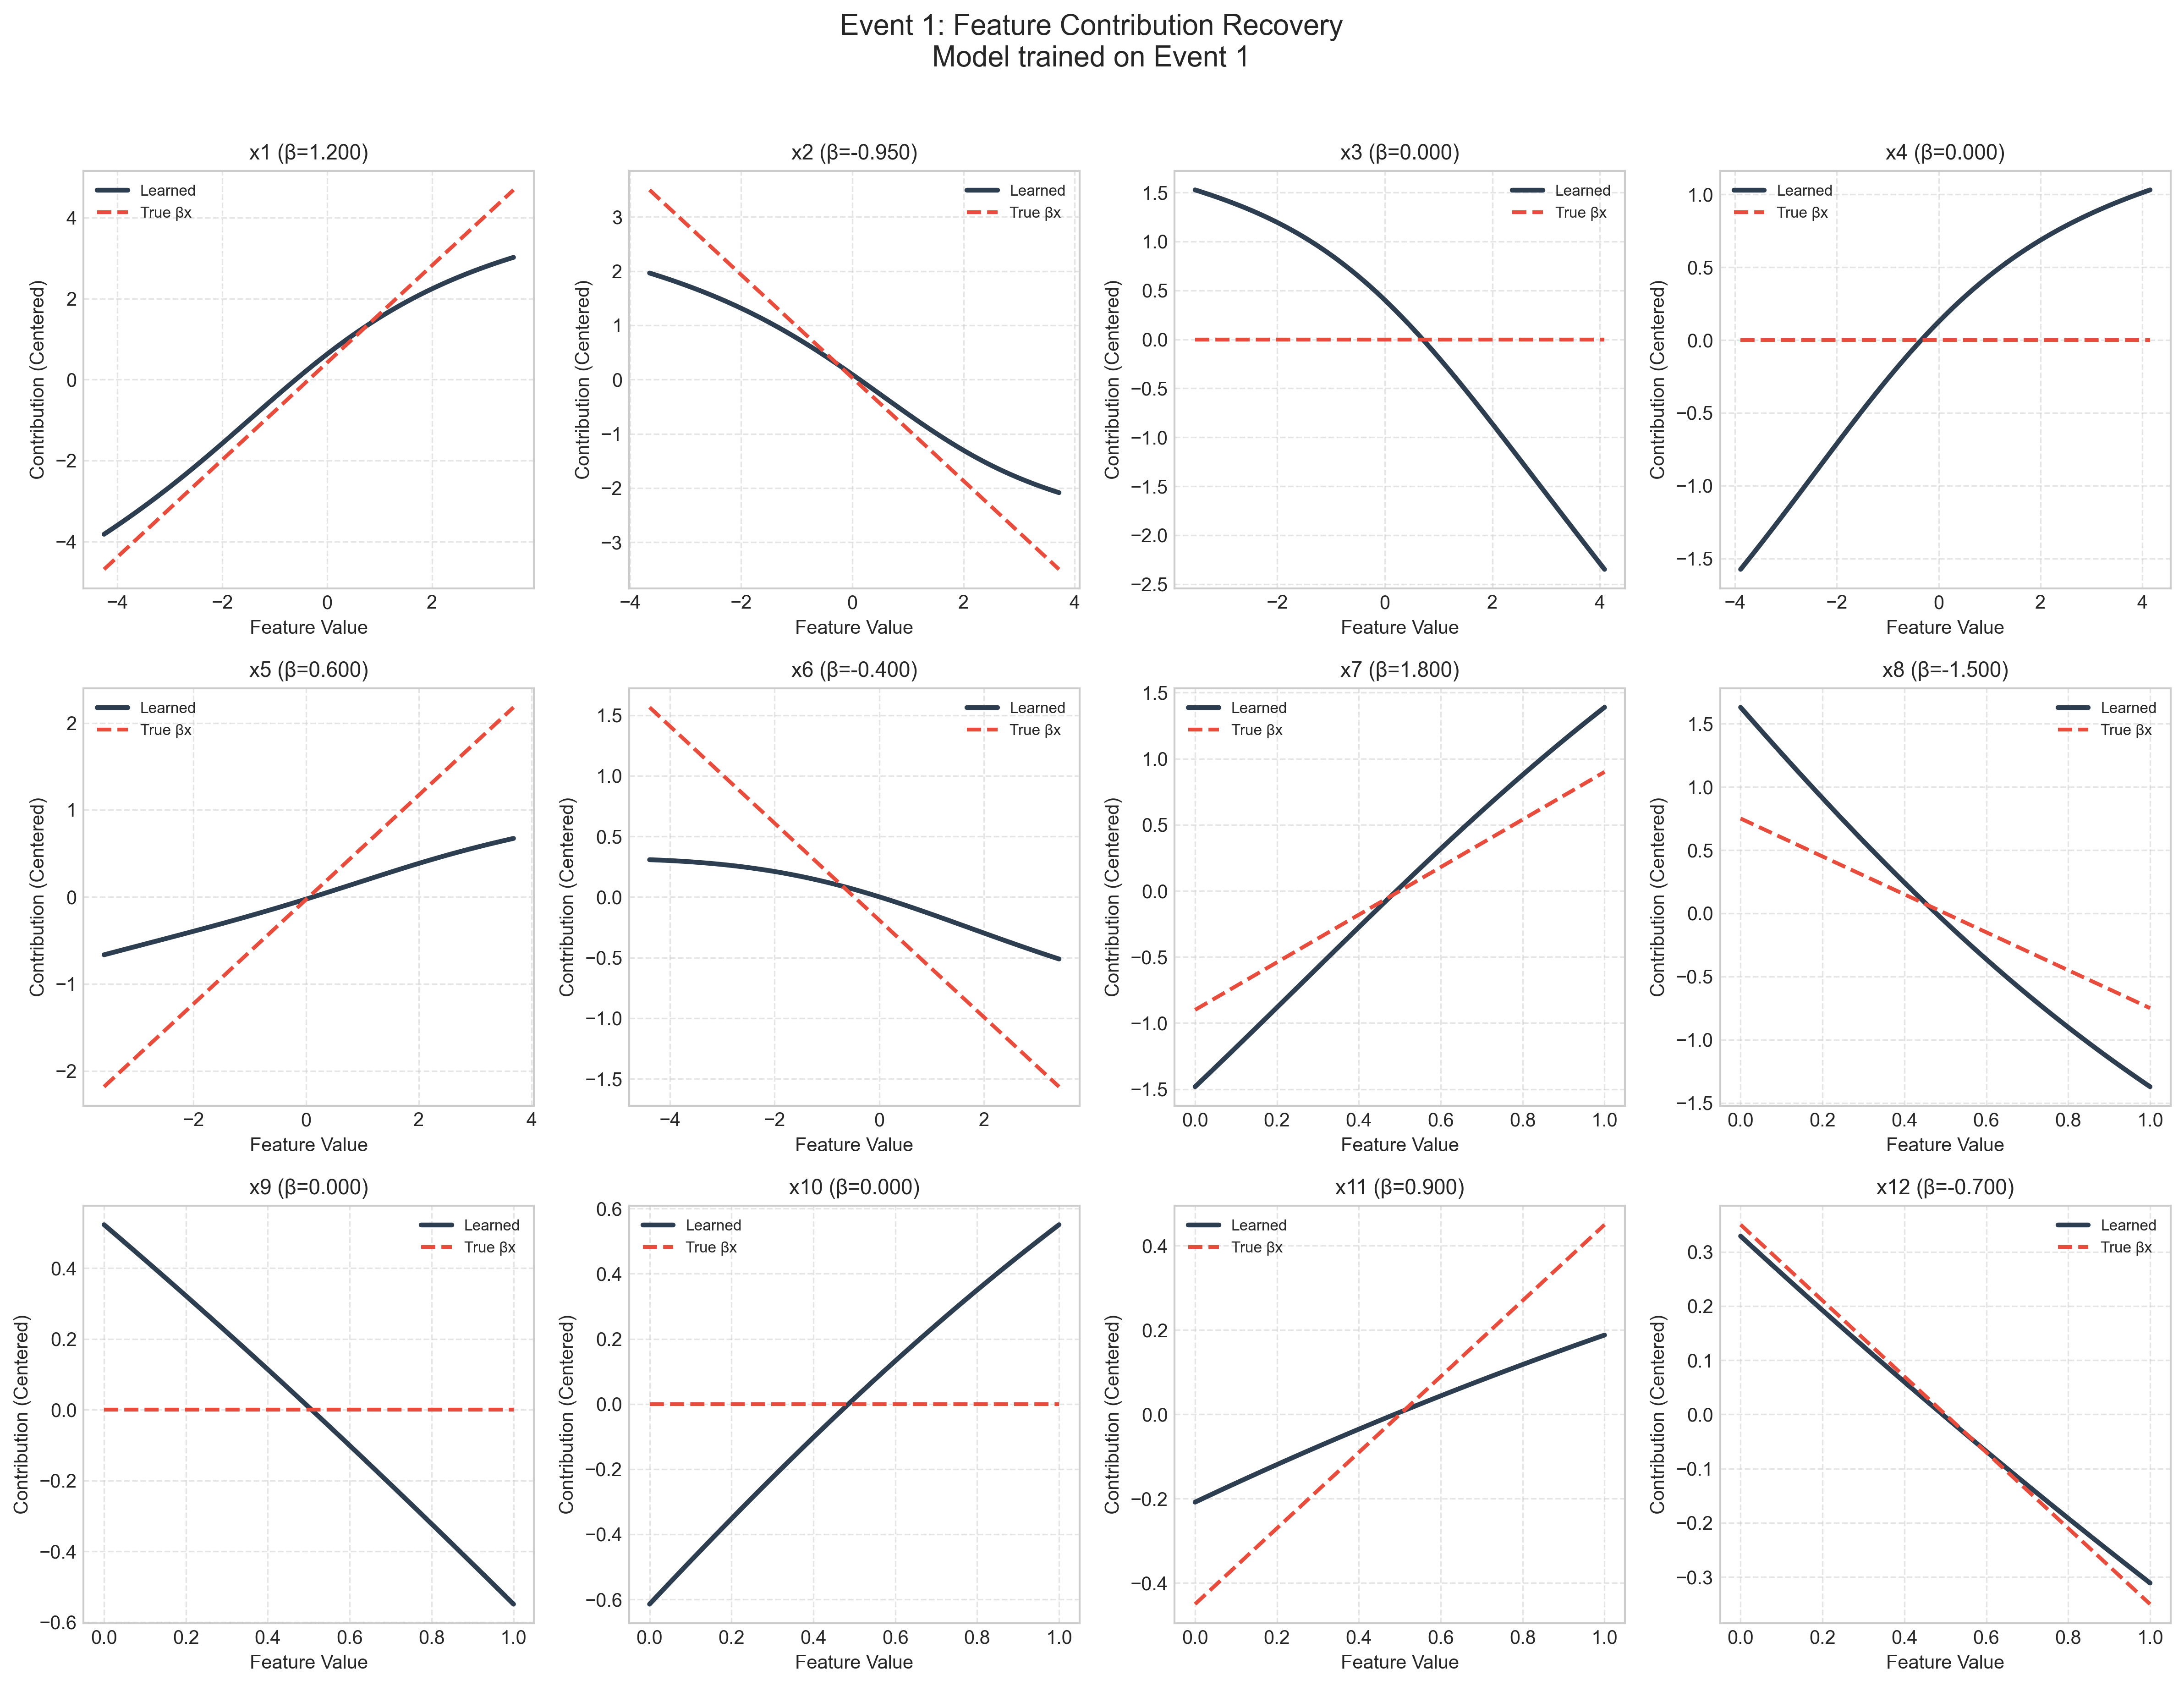 Event 1: Feature Contribution Recovery
Model trained on Event 1
x1 (β=1.200)
Learned
True βx
Contribution (Centered)
4
2
0
−2
−4
−4 −2 0 2
Feature Value
x2 (β=-0.950)
Learned
True βx
Contribution (Centered)
3
2
1
0
−1
−2
−3
−4 −2 0 2 4
Feature Value
x3 (β=0.000)
Learned
True βx
Contribution (Centered)
1.5
1.0
0.5
0.0
−0.5
−1.0
−1.5
−2.0
−2.5
−2 0 2 4
Feature Value
x4 (β=0.000)
Learned
True βx
Contribution (Centered)
1.0
0.5
0.0
−0.5
−1.0
−1.5
−4 −2 0 2 4
Feature Value
x5 (β=0.600)
Learned
True βx
Contribution (Centered)
2
1
0
−1
−2
−2 0 2 4
Feature Value
x6 (β=-0.400)
Learned
True βx
Contribution (Centered)
1.5
1.0
0.5
0.0
−0.5
−1.0
−1.5
−4 −2 0 2
Feature Value
x7 (β=1.800)
Learned
True βx
Contribution (Centered)
1.5
1.0
0.5
0.0
−0.5
−1.0
−1.5
0.0 0.2 0.4 0.6 0.8 1.0
Feature Value
x8 (β=-1.500)
Learned
True βx
Contribution (Centered)
1.5
1.0
0.5
0.0
−0.5
−1.0
−1.5
0.0 0.2 0.4 0.6 0.8 1.0
Feature Value
x9 (β=0.000)
Learned
True βx
Contribution (Centered)
0.4
0.2
0.0
−0.2
−0.4
−0.6
0.0 0.2 0.4 0.6 0.8 1.0
Feature Value
x10 (β=0.000)
Learned
True βx
Contribution (Centered)
0.6
0.4
0.2
0.0
−0.2
−0.4
−0.6
0.0 0.2 0.4 0.6 0.8 1.0
Feature Value
x11 (β=0.900)
Learned
True βx
Contribution (Centered)
0.4
0.2
0.0
−0.2
−0.4
0.0 0.2 0.4 0.6 0.8 1.0
Feature Value
x12 (β=-0.700)
Learned
True βx
Contribution (Centered)
0.3
0.2
0.1
0.0
−0.1
−0.2
−0.3
0.0 0.2 0.4 0.6 0.8 1.0
Feature Value